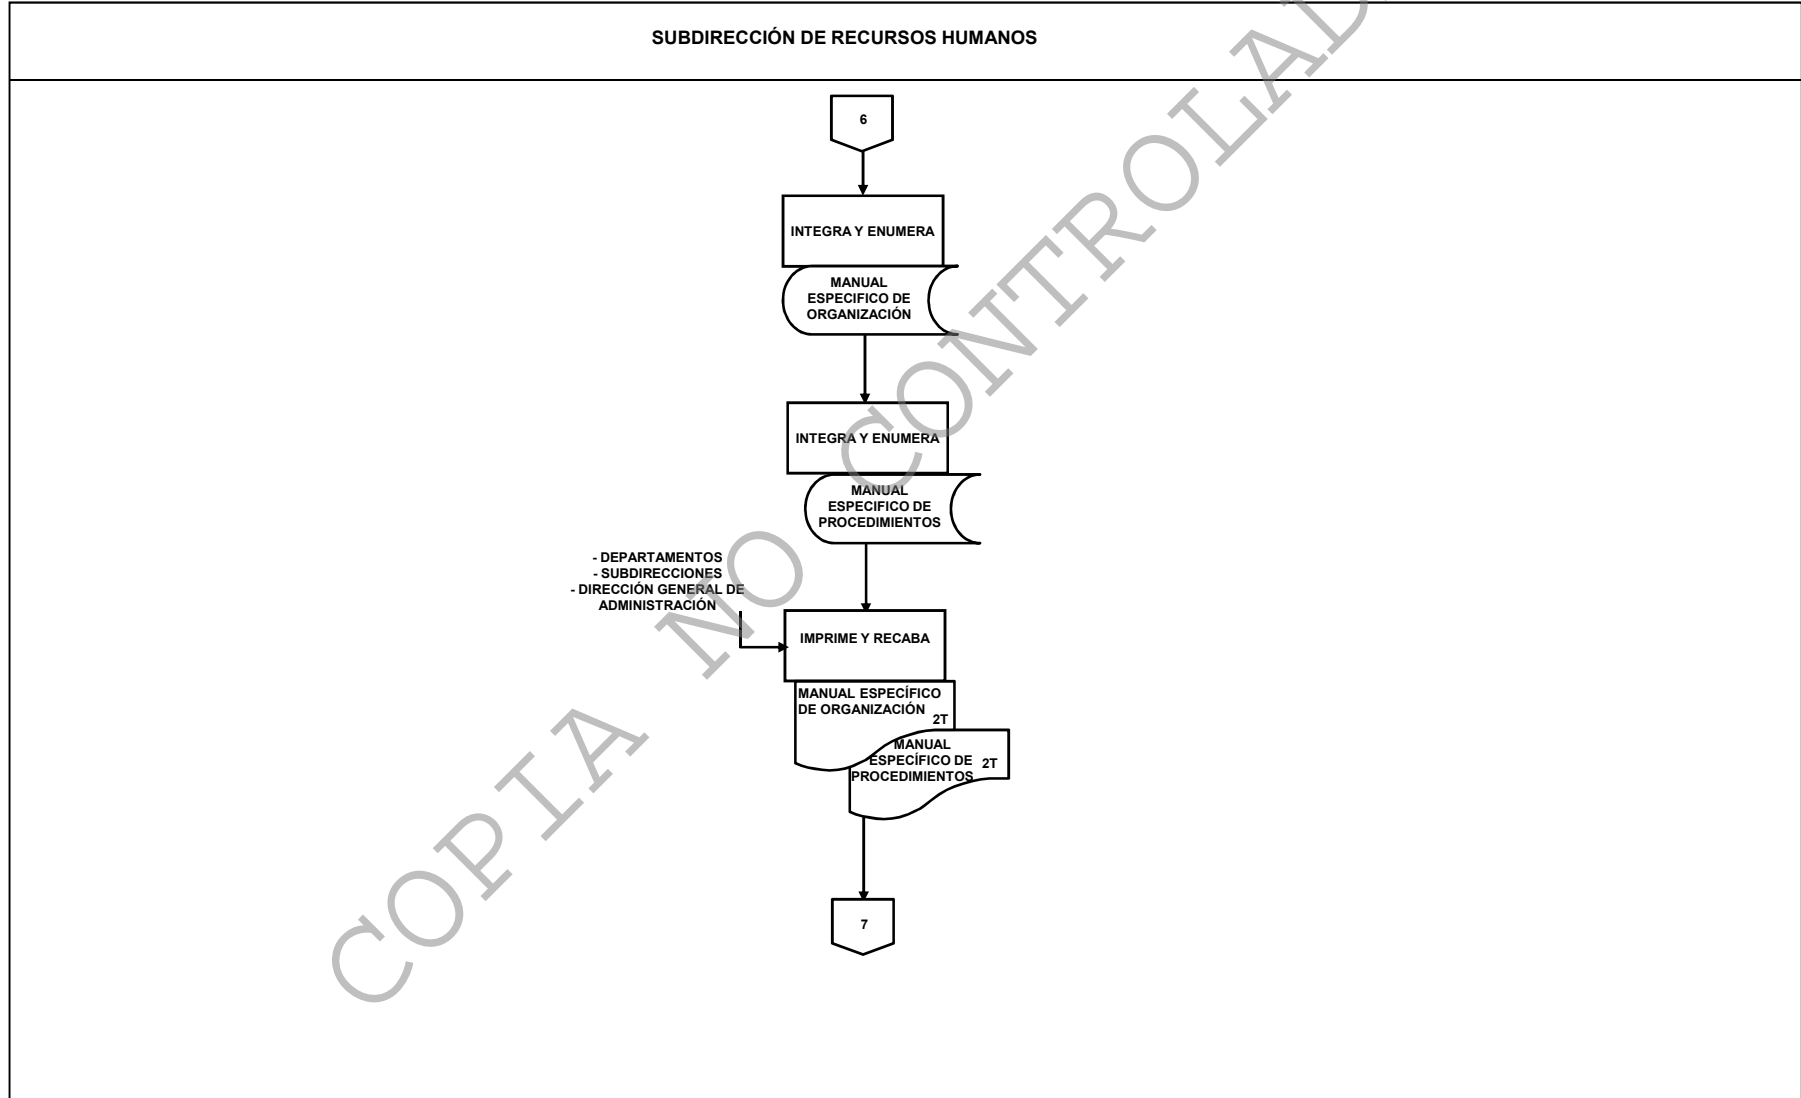 SUBDIRECCIÓN DE RECURSOS HUMANOS
6
INTEGRA Y ENUMERA
MANUAL
ESPECIFICO DE
ORGANIZACIÓN
INTEGRA Y ENUMERA
MANUAL
ESPECIFICO DE
PROCEDIMIENTOS
- DEPARTAMENTOS
- SUBDIRECCIONES
- DIRECCIÓN GENERAL DE
ADMINISTRACIÓN
IMPRIME Y RECABA
MANUAL ESPECÍFICO
DE ORGANIZACIÓN
2T
MANUAL
ESPECÍFICO DE
PROCEDIMIENTOS
2T
7
COPIA NO CONTROLAD